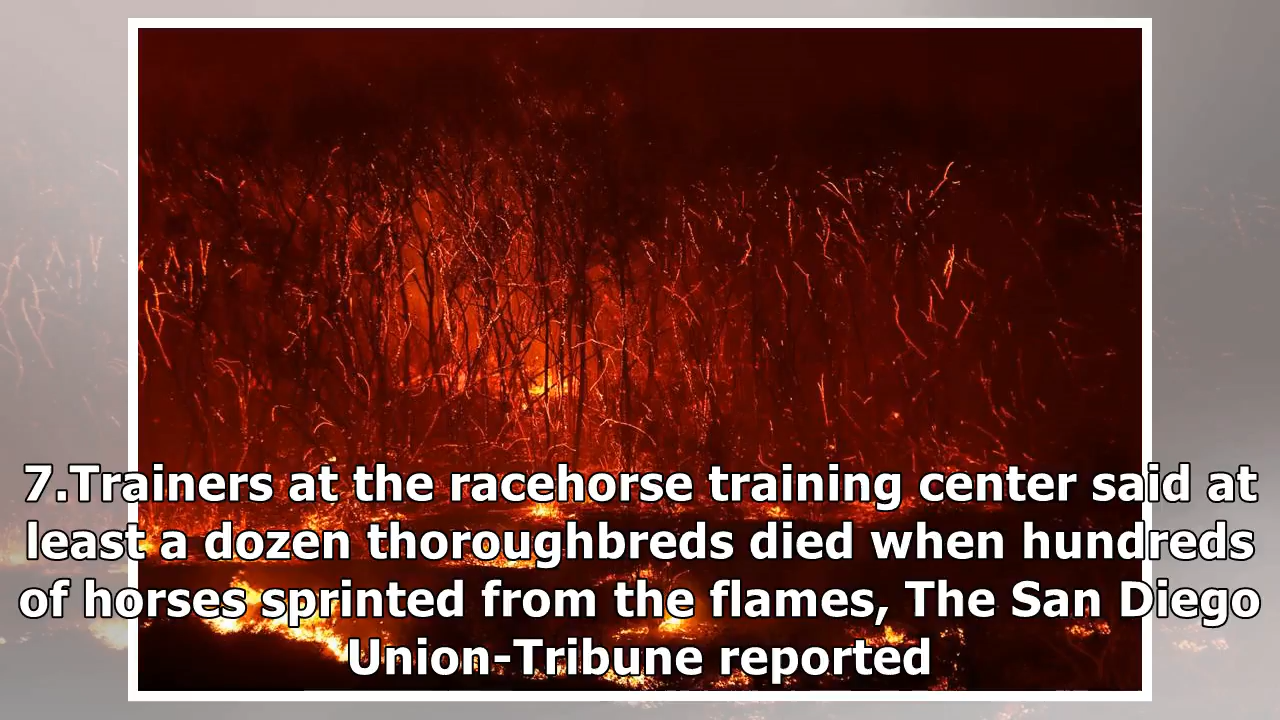 7.Trainers at the racehorse training center said at
least a dozen thoroughbreds died when hundreds
of horses sprinted from the flames, The San Diego
Union-Tribune reported